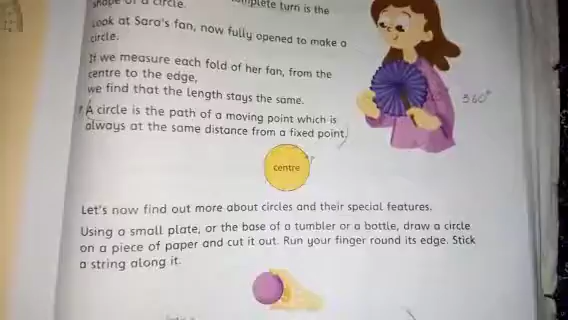 shape of a circle.
complete turn is the
Look at Sara's fan, now fully opened to make a
circle.
If we measure each fold of her fan, from the
centre to the edge,
we find that the length stays the same.
A circle is the path of a moving point which is
always at the same distance from a fixed point.
360°
centre
Let's now find out more about circles and their special features.
Using a small plate, or the base of a tumbler or a bottle, draw a circle
on a piece of paper and cut it out. Run your finger round its edge. Stick
a string along it.